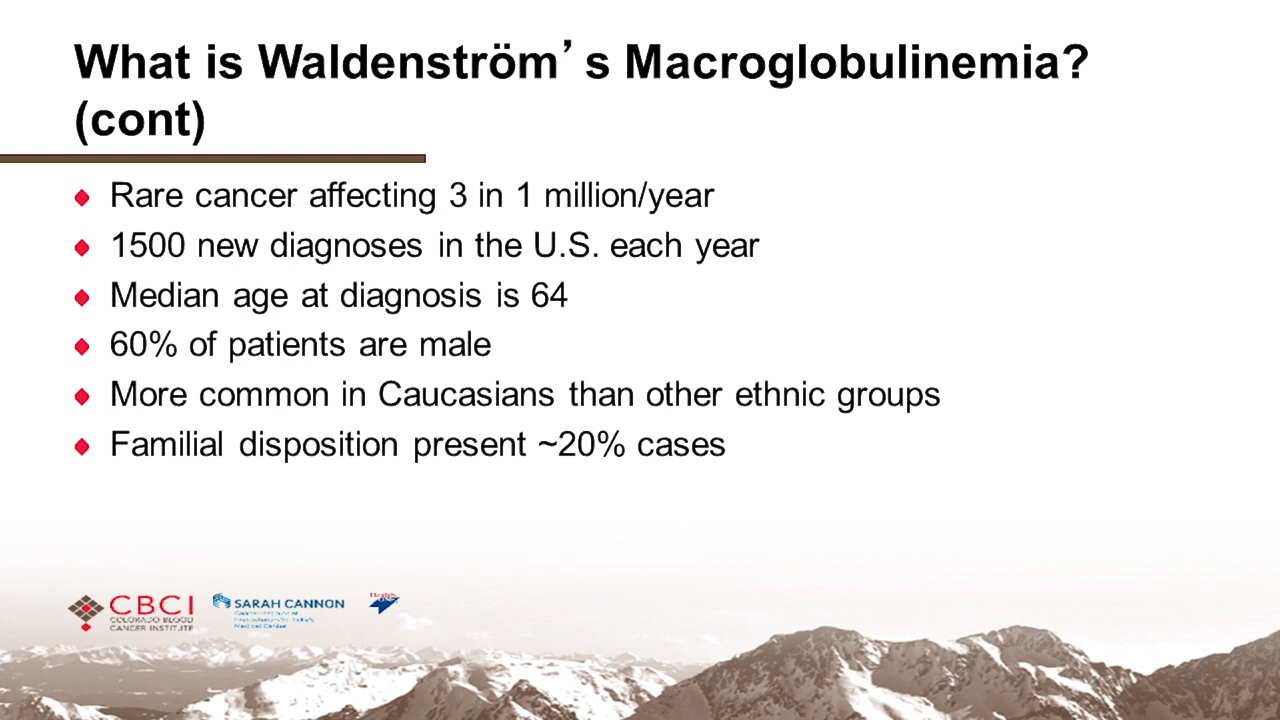 What is Waldenström’s Macroglobulinemia?
(cont)
Rare cancer affecting 3 in 1 million/year
1500 new diagnoses in the U.S. each year
Median age at diagnosis is 64
60% of patients are male
More common in Caucasians than other ethnic groups
Familial disposition present ~20% cases
CBCI
COLORADO BLOOD
CANCER INSTITUTE
SARAH CANNON
Medical Center